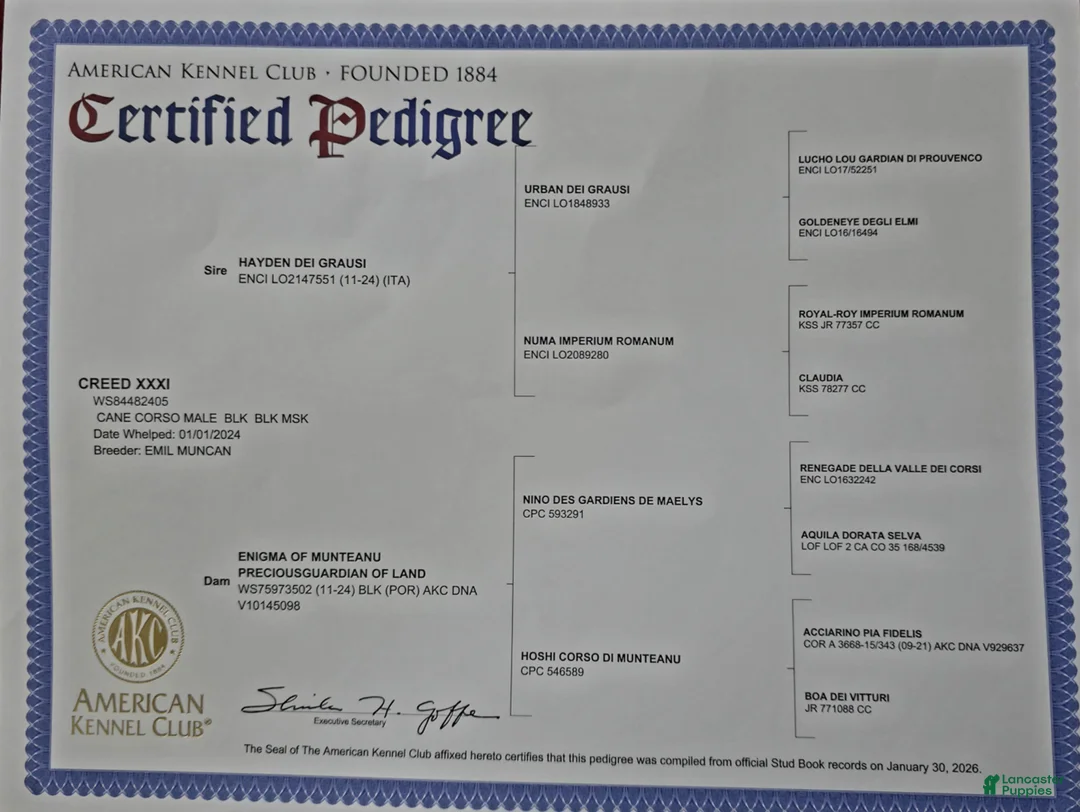 AMERICAN KENNEL CLUB · FOUNDED 1884
Certified Pedigree
LUCHO LOU GARDIAN DI PROUVENCO
ENCI LO17/52251
URBAN DEI GRAUSI
ENCI LO1848933
GOLDENEYE DEGLI ELMI
ENCI LO16/16494
Sire
HAYDEN DEI GRAUSI
ENCI LO2147551 (11-24) (ITA)
ROYAL-ROY IMPERIUM ROMANUM
KSS JR 77357 CC
NUMA IMPERIUM ROMANUM
ENCI LO2089280
CLAUDIA
KSS 78277 CC
CREED XXXI
WS84482405
CANE CORSO MALE BLK BLK MSK
Date Whelped: 01/01/2024
Breeder: EMIL MUNCAN
RENEGADE DELLA VALLE DEI CORSI
ENC LO1632242
NINO DES GARDIENS DE MAELYS
CPC 593291
AQUILA DORATA SELVA
LOF LOF 2 CA CO 35 168/4539
Dam
ENIGMA OF MUNTEANU
PRECIOUSGUARDIAN OF LAND
WS75973502 (11-24) BLK (POR) AKC DNA
V10145098
ACCIARINO PIA FIDELIS
COR A 3668-15/343 (09-21) AKC DNA V929637
HOSHI CORSO DI MUNTEANU
CPC 546589
BOA DEI VITTURI
JR 771088 CC
AMERICAN KENNEL CLUB
AKC
FOUNDED 1884
AMERICAN
KENNEL CLUB®
Executive Secretary
The Seal of The American Kennel Club affixed hereto certifies that this pedigree was compiled from official Stud Book records on January 30, 2026.
Lancaster
Puppies